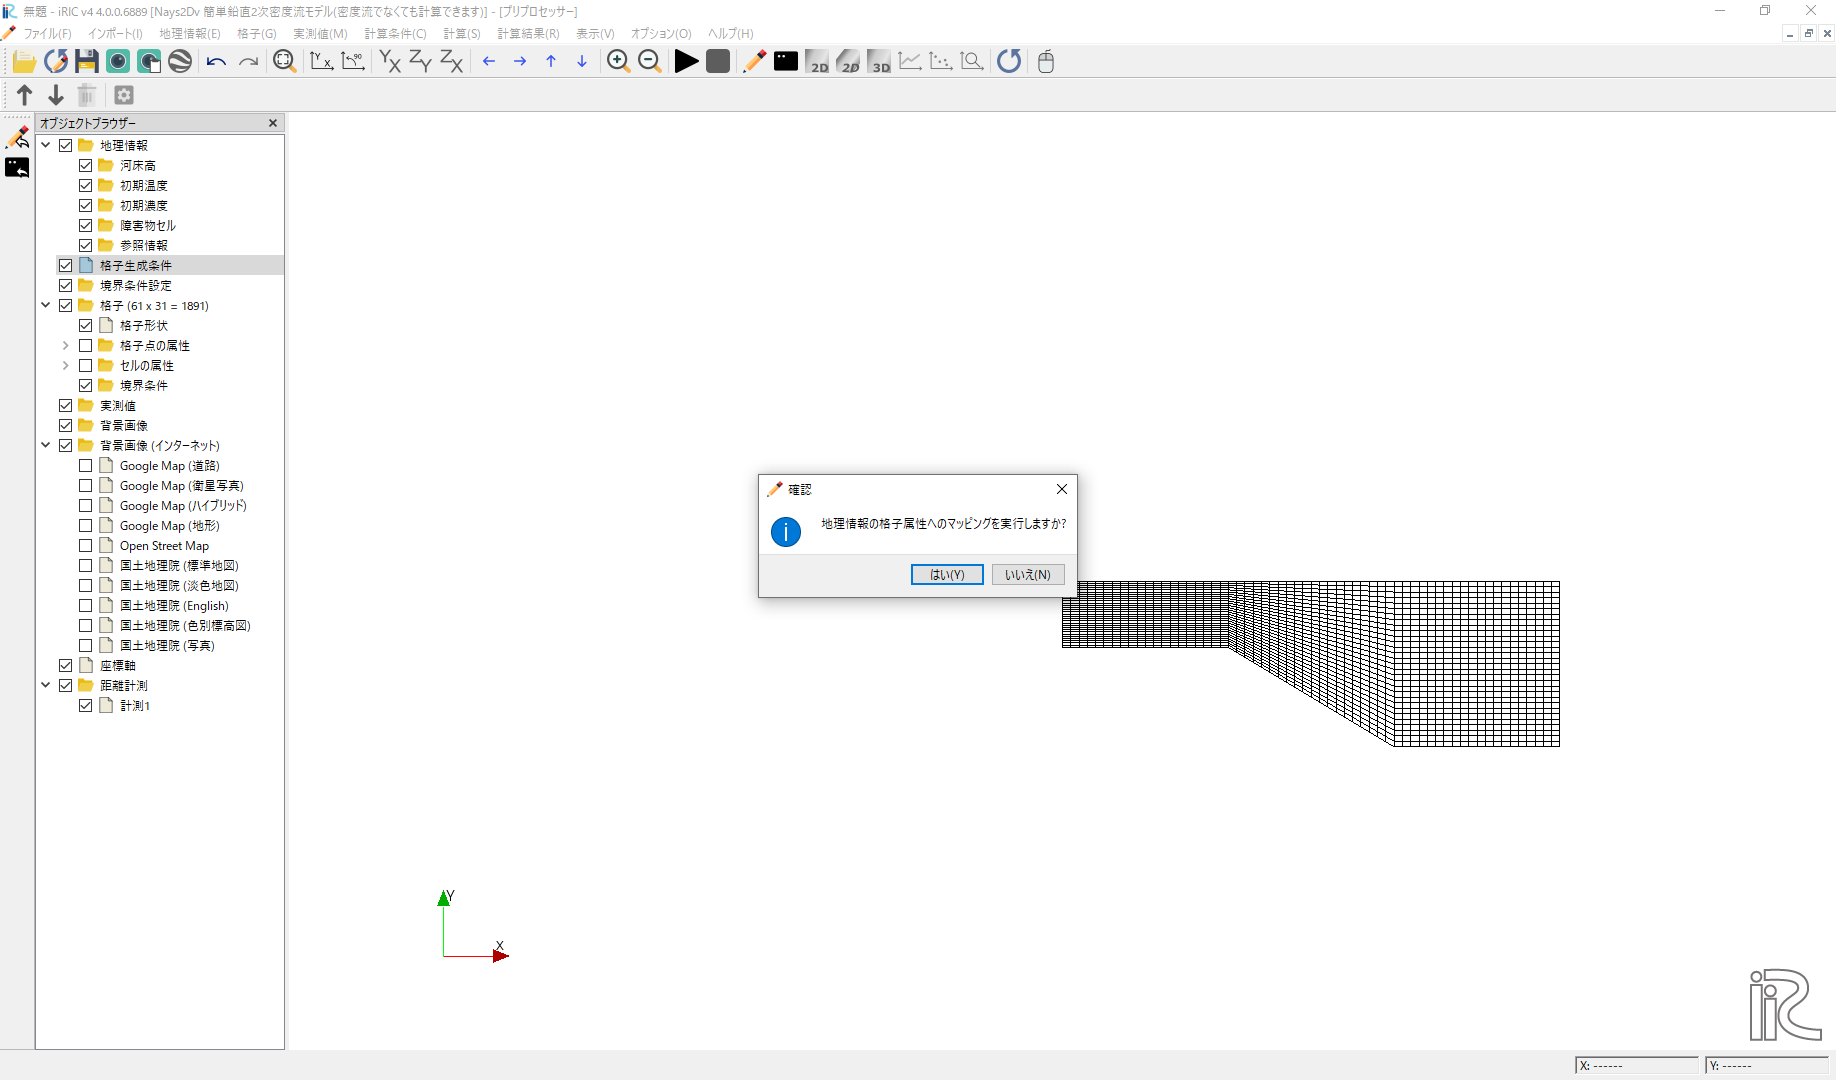 無題 - iRIC v4 4.0.0.6889 [Nays2Dv 簡単鉛直2次密度流モデル(密度流でなくても計算できます)] - [プリプロセッサー]
ファイル(F) インポート(I) 地理情報(E) 格子(G) 実測値(M) 計算条件(C) 計算(S) 計算結果(R) 表示(V) オプション(O) ヘルプ(H)
Y X -90 YX ZY ZX 2D 2D 3D
オブジェクトブラウザー
地理情報
河床高
初期温度
初期濃度
障害物セル
参照情報
格子生成条件
境界条件設定
格子 (61 x 31 = 1891)
格子形状
格子点の属性
セルの属性
境界条件
実測値
背景画像
背景画像 (インターネット)
Google Map (道路)
Google Map (衛星写真)
Google Map (ハイブリッド)
Google Map (地形)
Open Street Map
国土地理院 (標準地図)
国土地理院 (淡色地図)
国土地理院 (English)
国土地理院 (色別標高図)
国土地理院 (写真)
座標軸
距離計測
計測1
確認
地理情報の格子属性へのマッピングを実行しますか?
はい(Y) いいえ(N)
Y
X
iRIC
X: ------ Y: ------